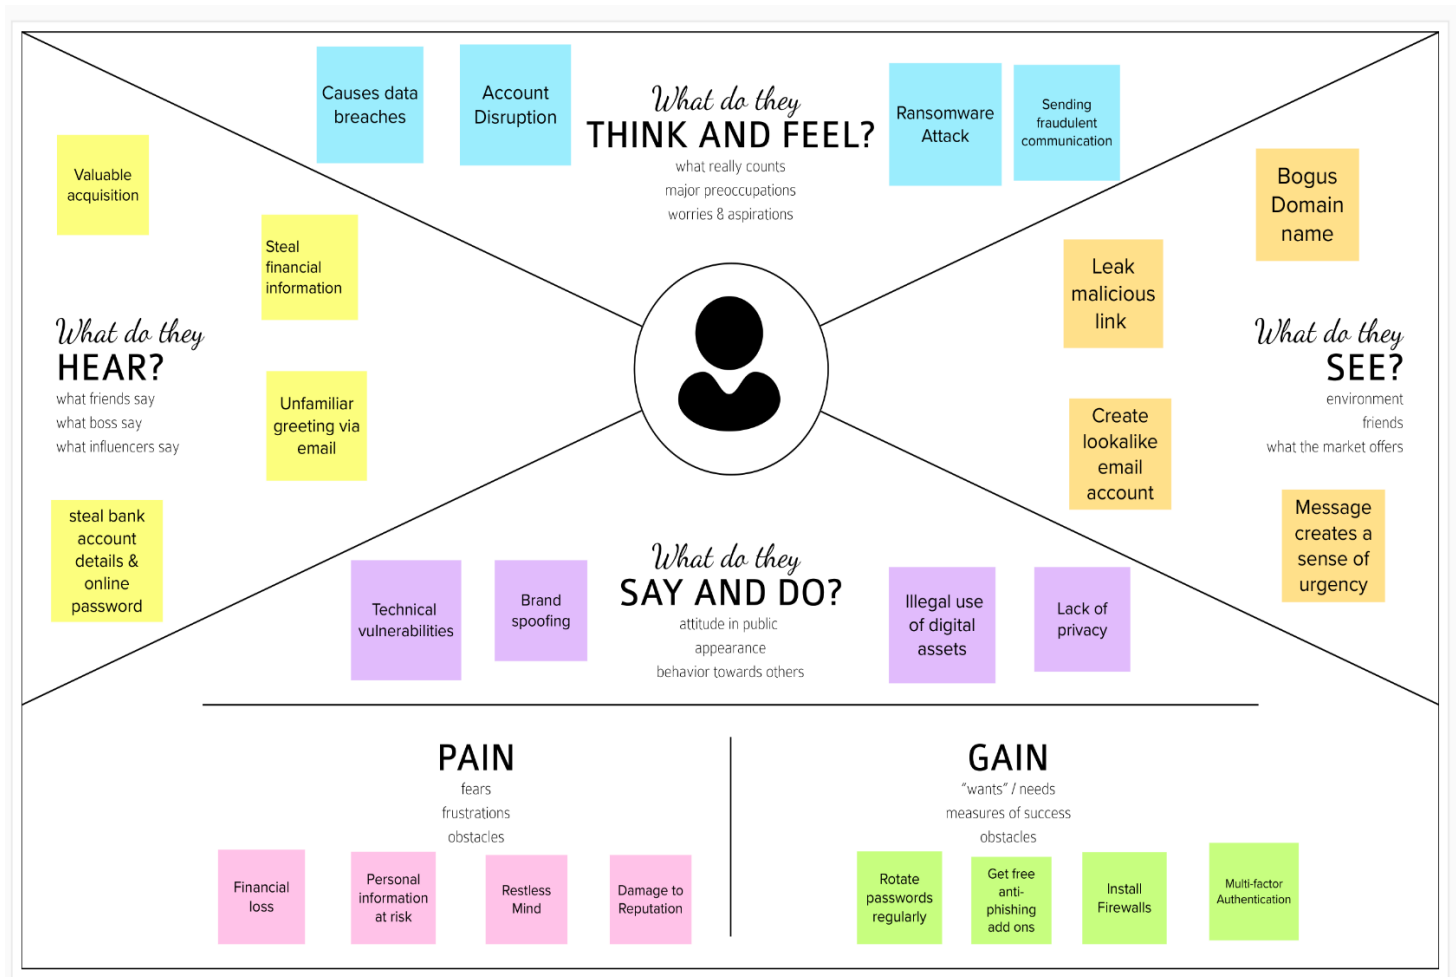 Causes data
breaches
Account
Disruption
What do they
THINK AND FEEL?
what really counts
major preoccupations
worries & aspirations
Ransomware
Attack
Sending
fraudulent
communication
Valuable
acquisition
Steal
financial
information
What do they
HEAR?
what friends say
what boss say
what influencers say
Unfamiliar
greeting via
email
steal bank
account
details &
online
password
Bogus
Domain
name
Leak
malicious
link
What do they
SEE?
environment
friends
what the market offers
Create
lookalike
email
account
Message
creates a
sense of
urgency
Technical
vulnerabilities
Brand
spoofing
What do they
SAY AND DO?
attitude in public
appearance
behavior towards others
Illegal use
of digital
assets
Lack of
privacy
PAIN
fears
frustrations
obstacles
Financial
loss
Personal
information
at risk
Restless
Mind
Damage to
Reputation
GAIN
“wants” / needs
measures of success
obstacles
Rotate
passwords
regularly
Get free
anti-
phishing
add ons
Install
Firewalls
Multi-factor
Authentication